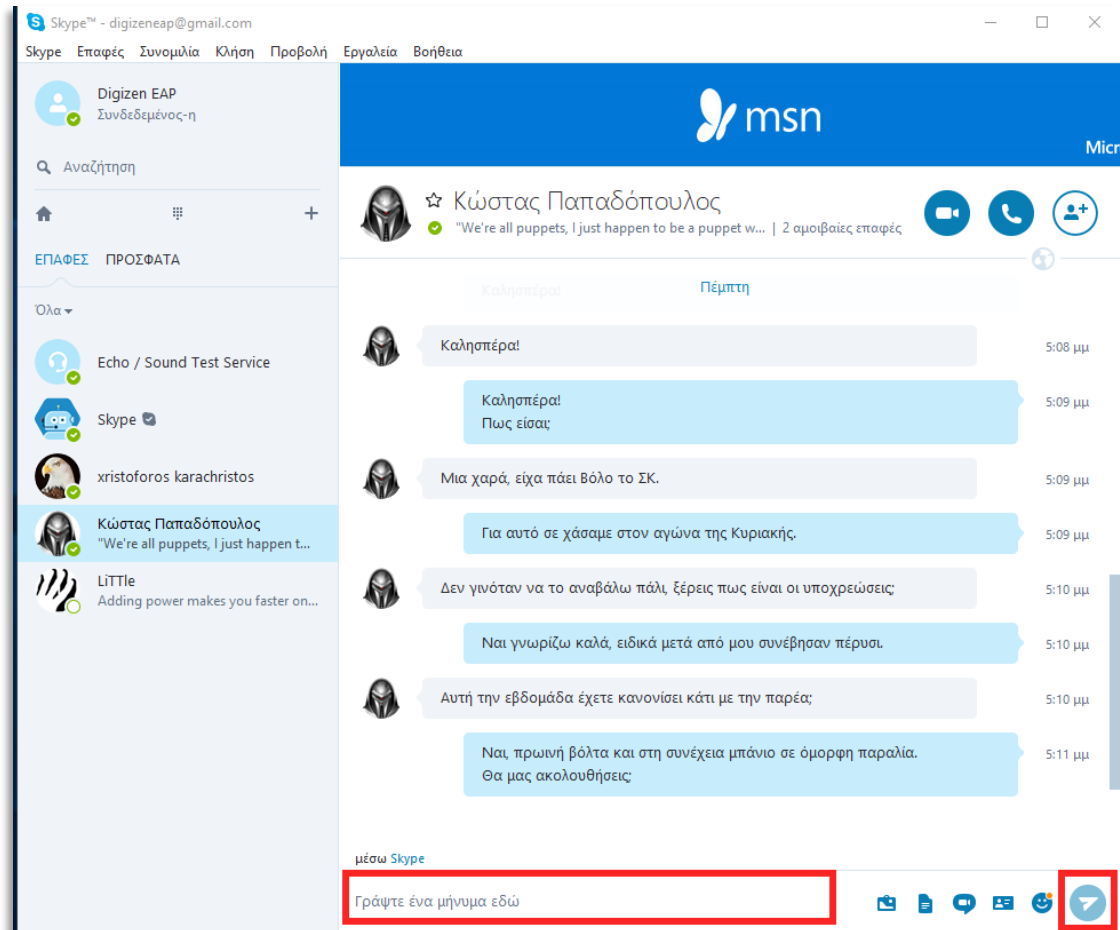 Skype™ - digizeneap@gmail.com
Skype Επαφές Συνομιλία Κλήση Προβολή Εργαλεία Βοήθεια
Digizen EAP
Συνδεδεμένος-η
Αναζήτηση
ΕΠΑΦΕΣ ΠΡΟΣΦΑΤΑ
Όλα
Echo / Sound Test Service
Skype
xristoforos karachristos
Κώστας Παπαδόπουλος
"We're all puppets, I just happen t...
LiTTle
Adding power makes you faster on...
msn
Micr
Κώστας Παπαδόπουλος
"We're all puppets, I just happen to be a puppet w... | 2 αμοιβαίες επαφές
Καλησπέρα!
Πέμπτη
Καλησπέρα!
5:08 μμ
Καλησπέρα!
5:09 μμ
Πως είσαι;
Μια χαρά, είχα πάει Βόλο το ΣΚ.
5:09 μμ
Για αυτό σε χάσαμε στον αγώνα της Κυριακής.
5:09 μμ
Δεν γινόταν να το αναβάλω πάλι, ξέρεις πως είναι οι υποχρεώσεις;
5:10 μμ
Ναι γνωρίζω καλά, ειδικά μετά από μου συνέβησαν πέρυσι.
5:10 μμ
Αυτή την εβδομάδα έχετε κανονίσει κάτι με την παρέα;
5:10 μμ
Ναι, πρωινή βόλτα και στη συνέχεια μπάνιο σε όμορφη παραλία.
5:11 μμ
Θα μας ακολουθήσεις;
μέσω Skype
Γράψτε ένα μήνυμα εδώ